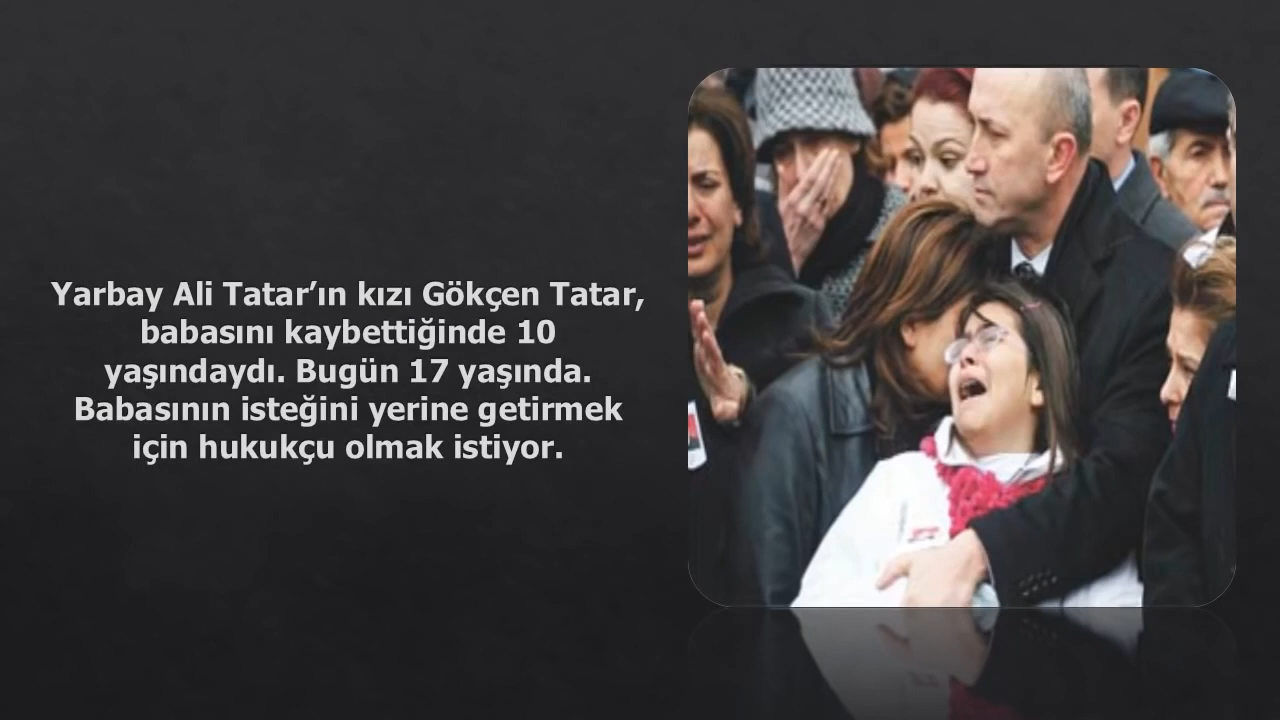 Yarbay Ali Tatar’ın kızı Gökçen Tatar,
babasını kaybettiğinde 10
yaşındaydı. Bugün 17 yaşında.
Babasının isteğini yerine getirmek
için hukukçu olmak istiyor.